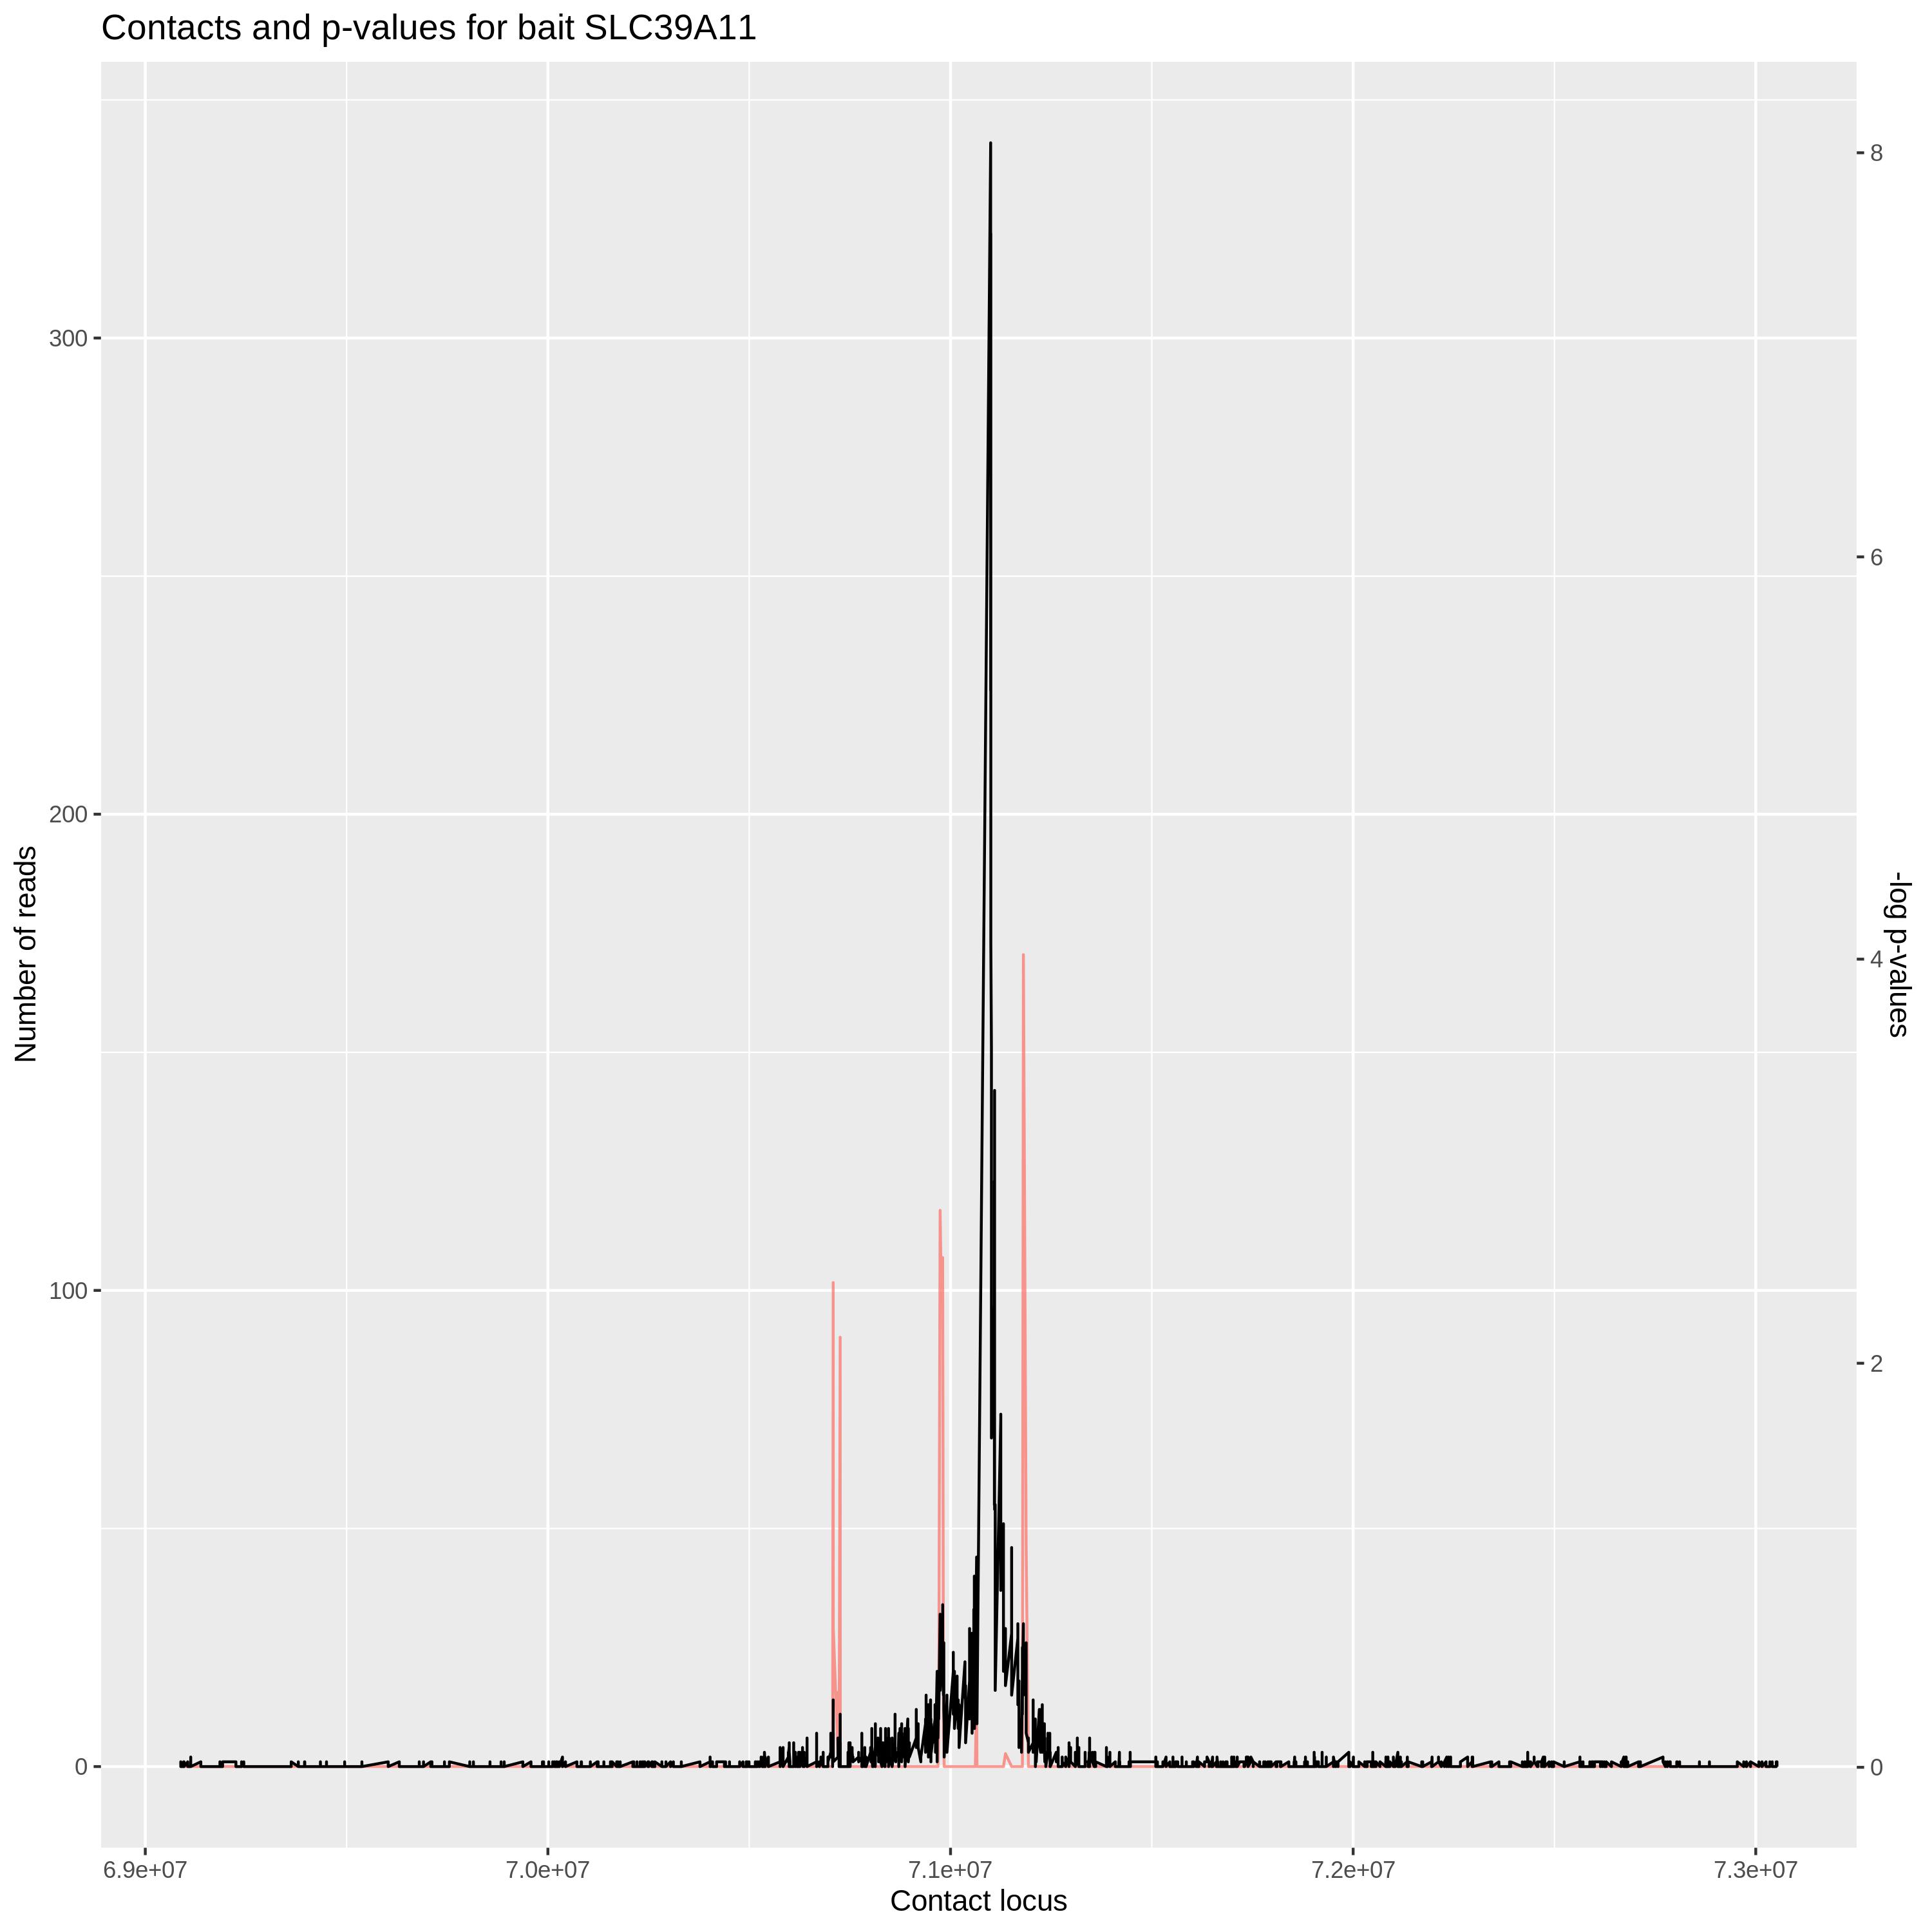 Contacts and p-values for bait SLC39A11
300
200
100
0
Number of reads
8
6
4
2
0
-log p-values
6.9e+07
7.0e+07
7.1e+07
7.2e+07
7.3e+07
Contact locus